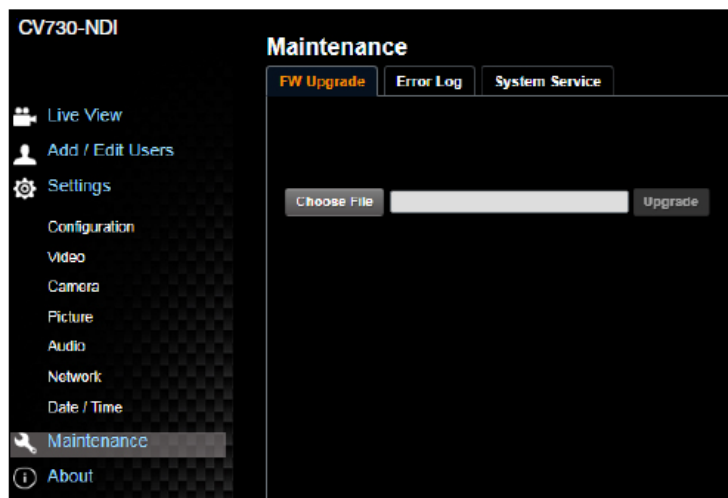 CV730-NDI
Live View
Add / Edit Users
Settings
Configuration
Video
Camera
Picture
Audio
Network
Date / Time
Maintenance
About
Maintenance
FW Upgrade Error Log System Service
Choose File Upgrade